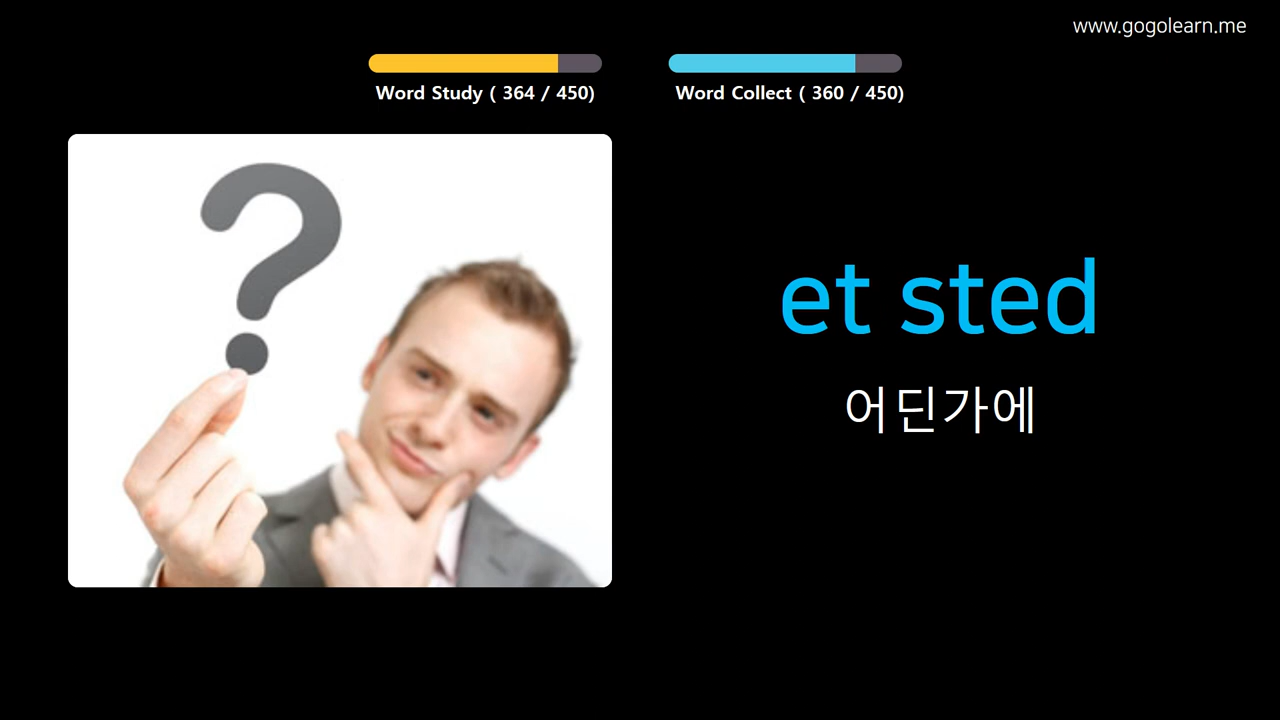 www.gogolearn.me
Word Study ( 364 / 450)
Word Collect ( 360 / 450)
?
et sted
어딘가에